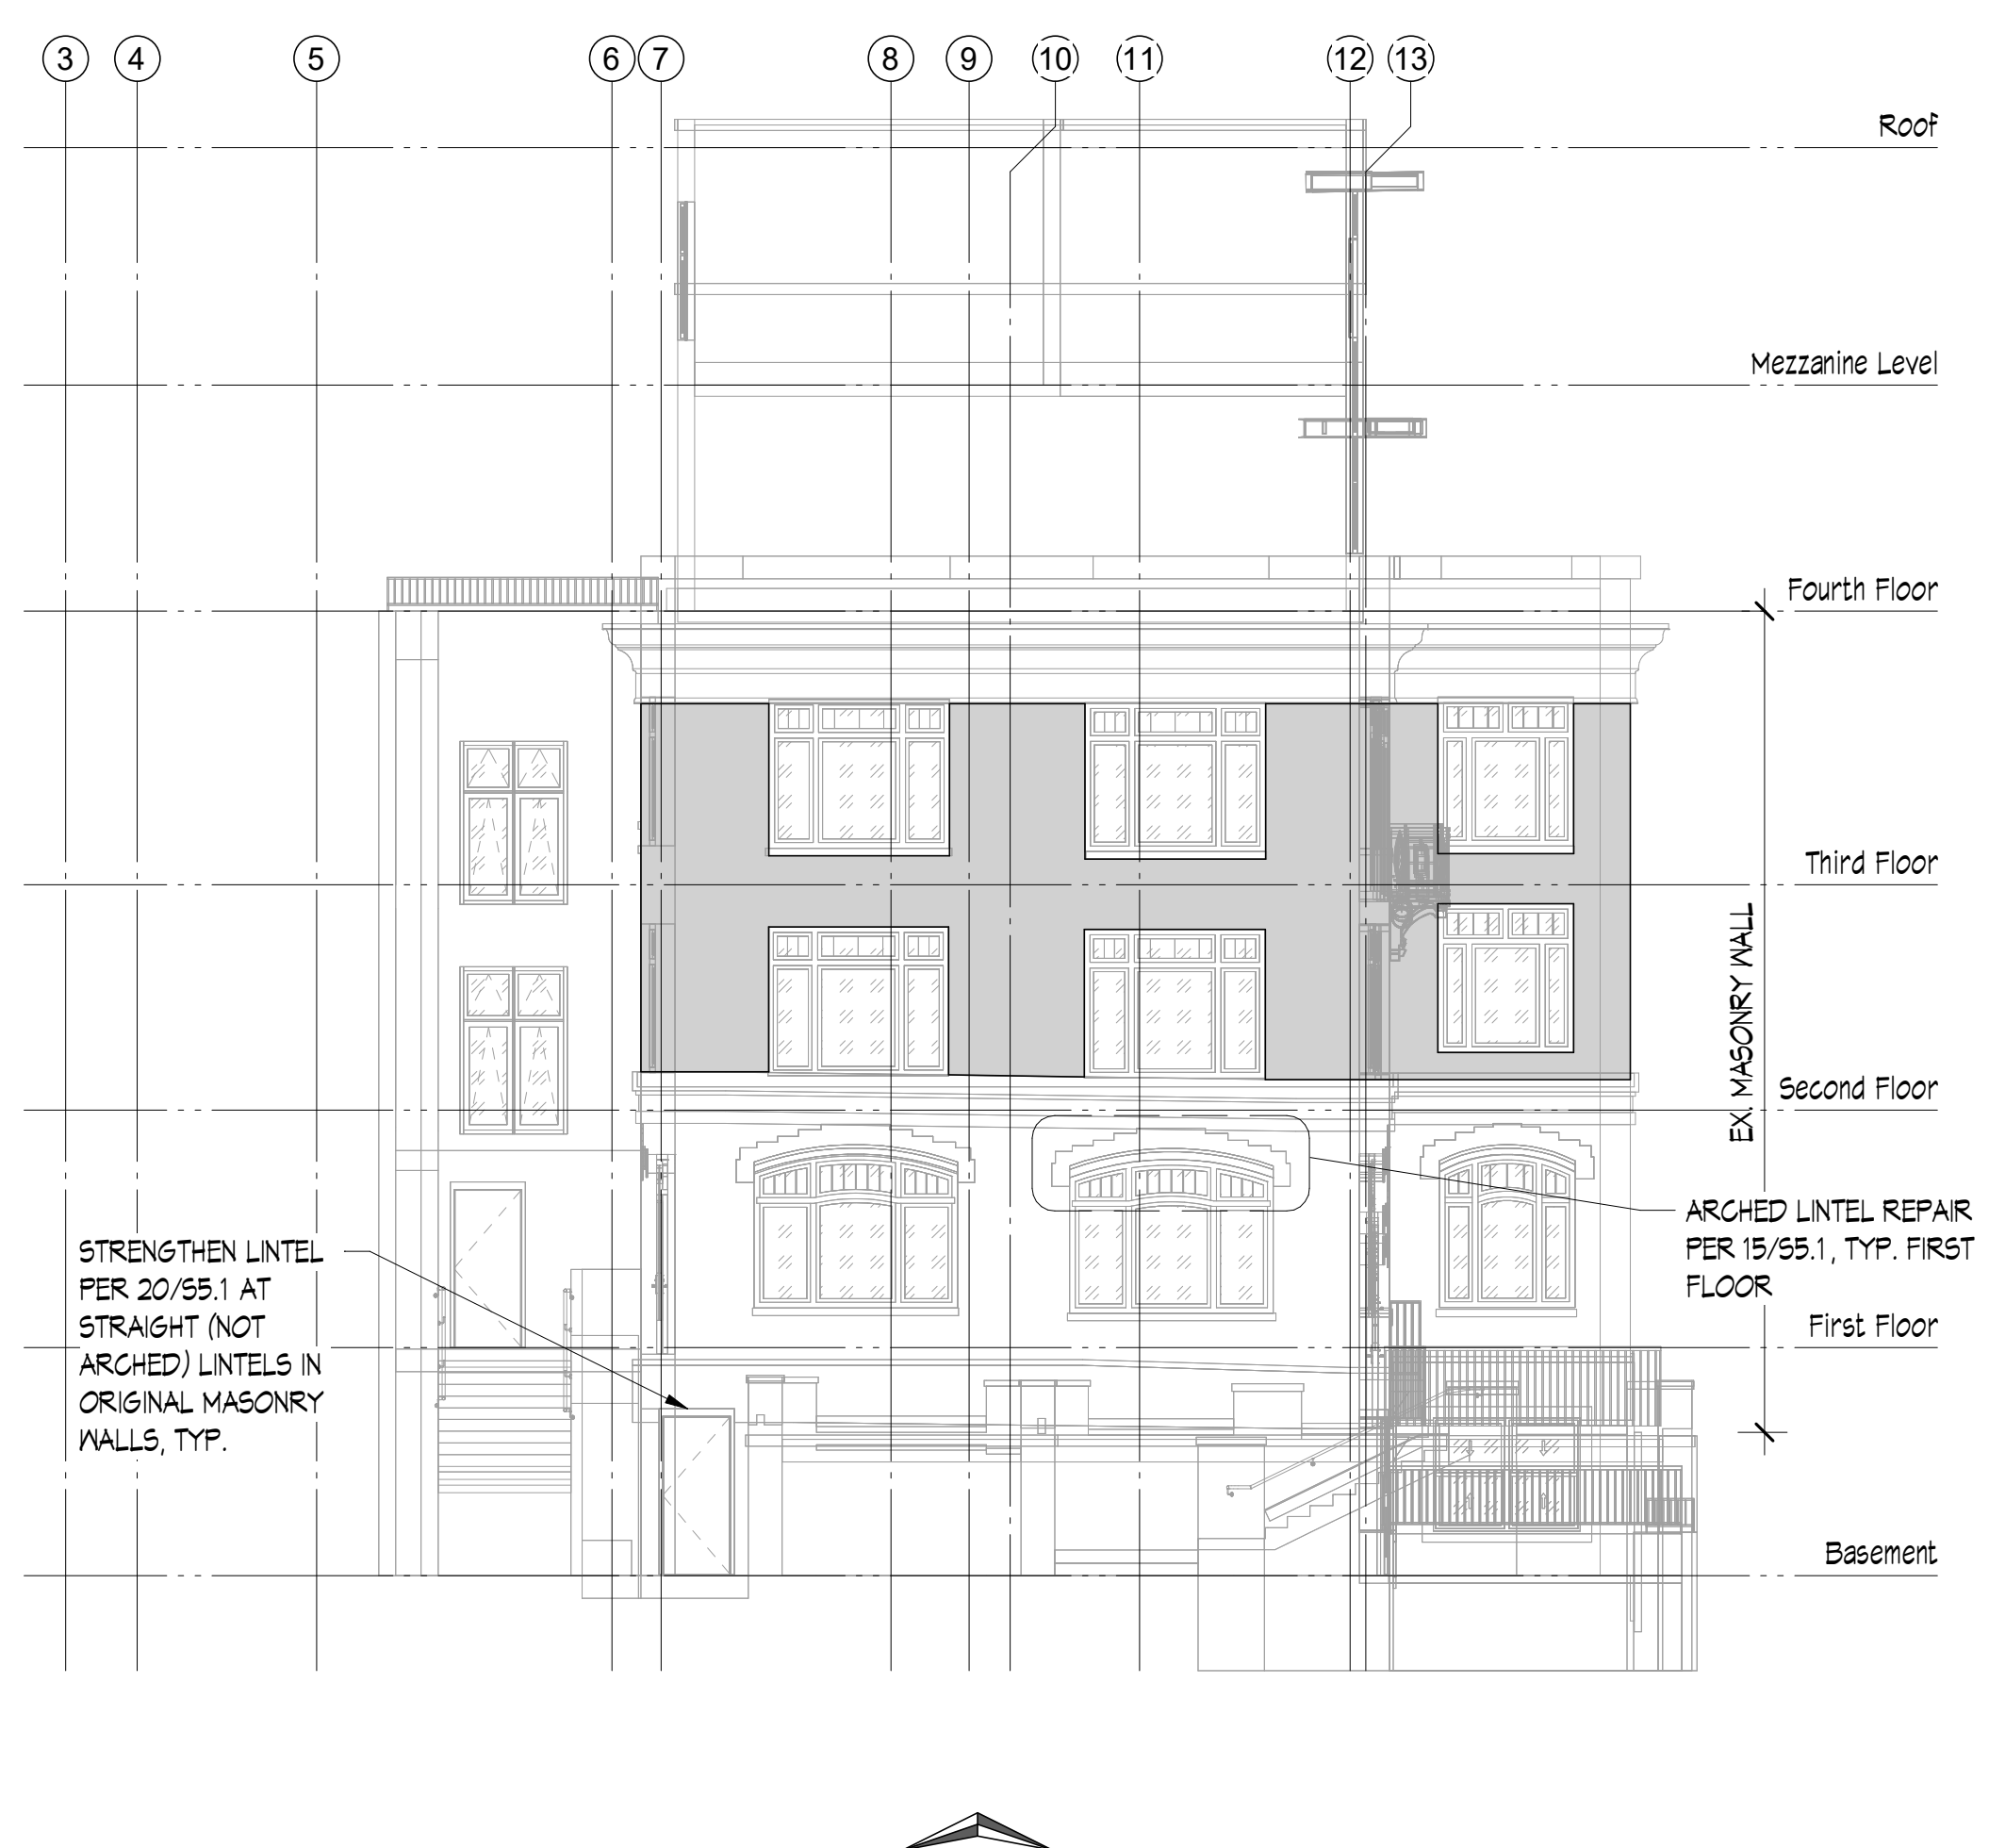 3 4 5 6 7 8 9 10 11 12 13
Roof
Mezzanine Level
Fourth Floor
Third Floor
EX. MASONRY WALL
Second Floor
ARCHED LINTEL REPAIR
PER 15/S5.1, TYP. FIRST
FLOOR
STRENGTHEN LINTEL
PER 20/S5.1 AT
STRAIGHT (NOT
ARCHED) LINTELS IN
ORIGINAL MASONRY
WALLS, TYP.
First Floor
Basement